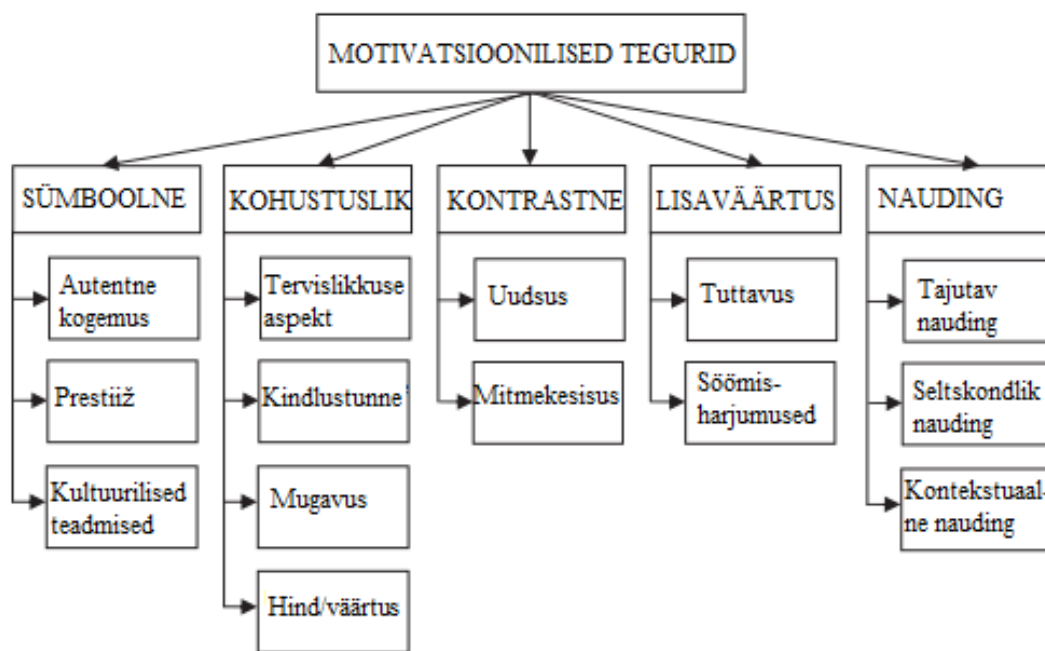 MOTIVATSIOONILISED TEGURID
SÜMBOOLNE
Autentne
kogemus
Prestiiž
Kultuurilised
teadmised
KOHUSTUSLIK
Tervislikkuse
aspekt
Kindlustunne
Mugavus
Hind/väärtus
KONTRASTNE
Uudsus
Mitmekesisus
LISAVÄÄRTUS
Tuttavus
Söömis-
harjumused
NAUDING
Tajutav
nauding
Seltskondlik
nauding
Kontekstuaal-
ne nauding